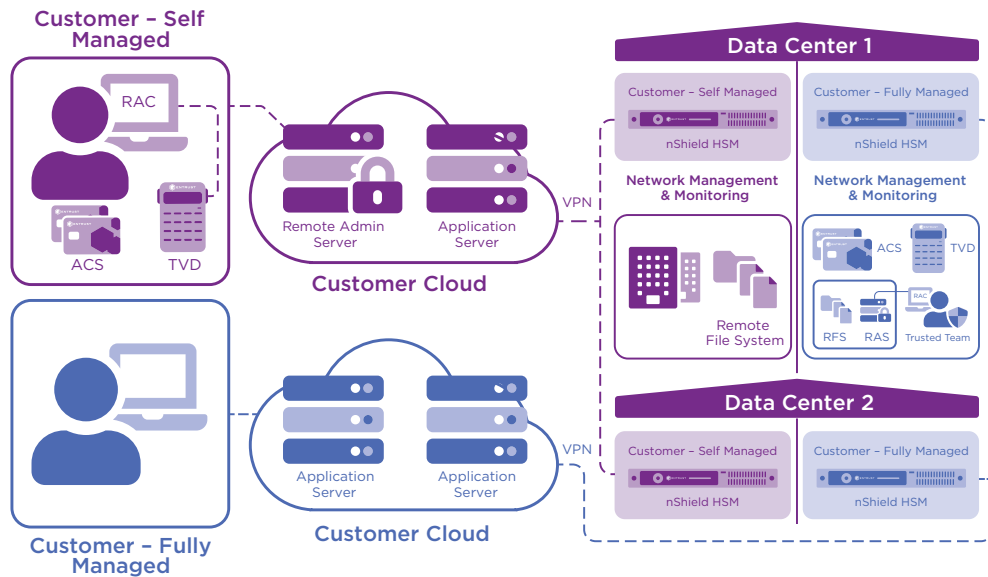 Customer – Self
Managed
RAC
ACS
TVD
Remote Admin
Server
Application
Server
Customer Cloud
VPN
Customer – Fully
Managed
Application
Server
Application
Server
Customer Cloud
VPN
Data Center 1
Customer – Self Managed
nShield HSM
Network Management
& Monitoring
Remote
File System
Customer – Fully Managed
nShield HSM
Network Management
& Monitoring
ACS
TVD
RFS
RAS
RAC
Trusted Team
Data Center 2
Customer – Self Managed
nShield HSM
Customer – Fully Managed
nShield HSM